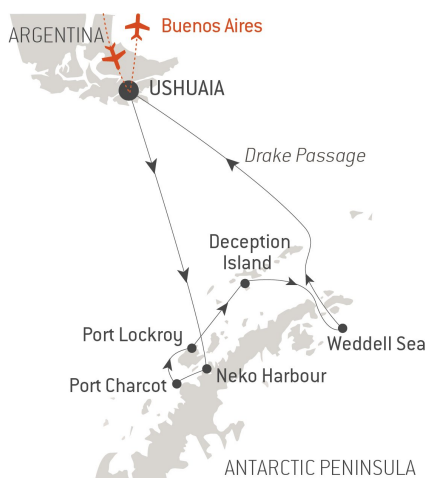 ARGENTINA
Buenos Aires
USHUAIA
Drake Passage
Deception
Island
Port Lockroy
Weddell Sea
Neko Harbour
Port Charcot
ANTARCTIC PENINSULA